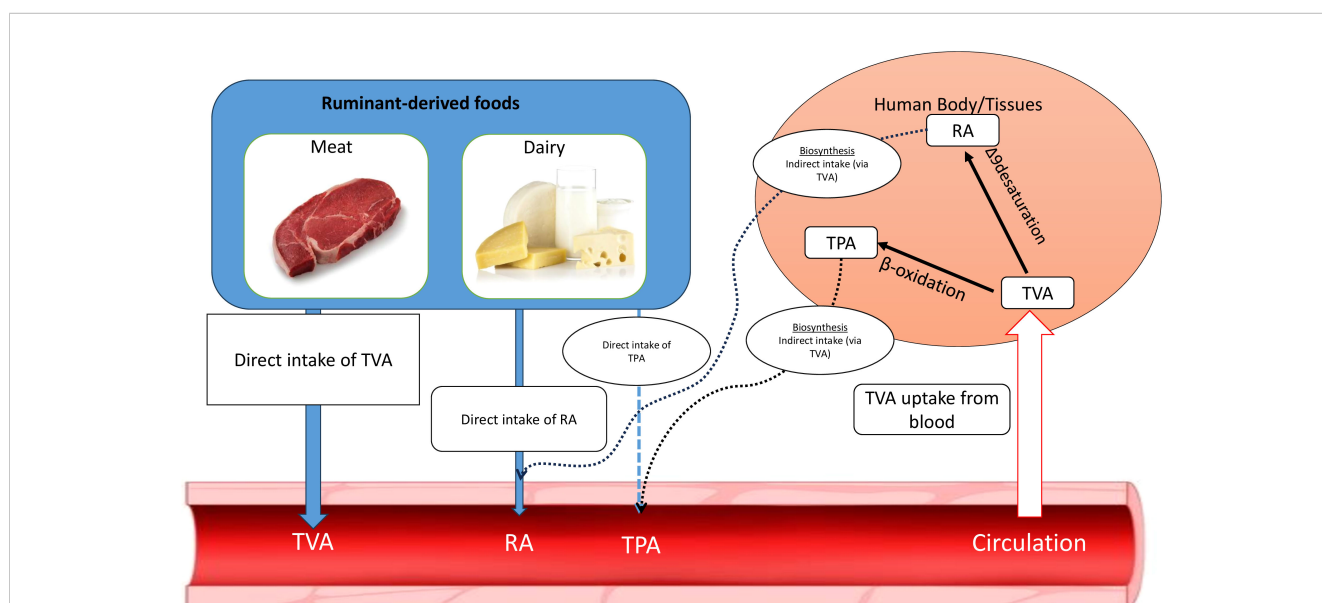 Ruminant-derived foods
Meat
Dairy
Direct intake of TVA
Direct intake of RA
Direct intake of
TPA
Human Body/Tissues
RA
Biosynthesis
Indirect intake (via
TVA)
Δ9desaturation
TPA
β-oxidation
TVA
Biosynthesis
Indirect intake (via
TVA)
TVA uptake from
blood
TVA
RA
TPA
Circulation